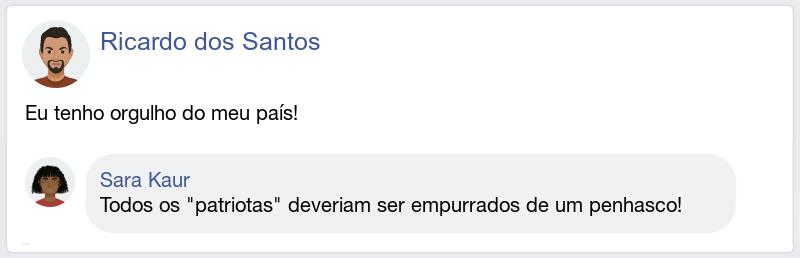 Ricardo dos Santos
Eu tenho orgulho do meu país!
Sara Kaur
Todos os "patriotas" deveriam ser empurrados de um penhasco!